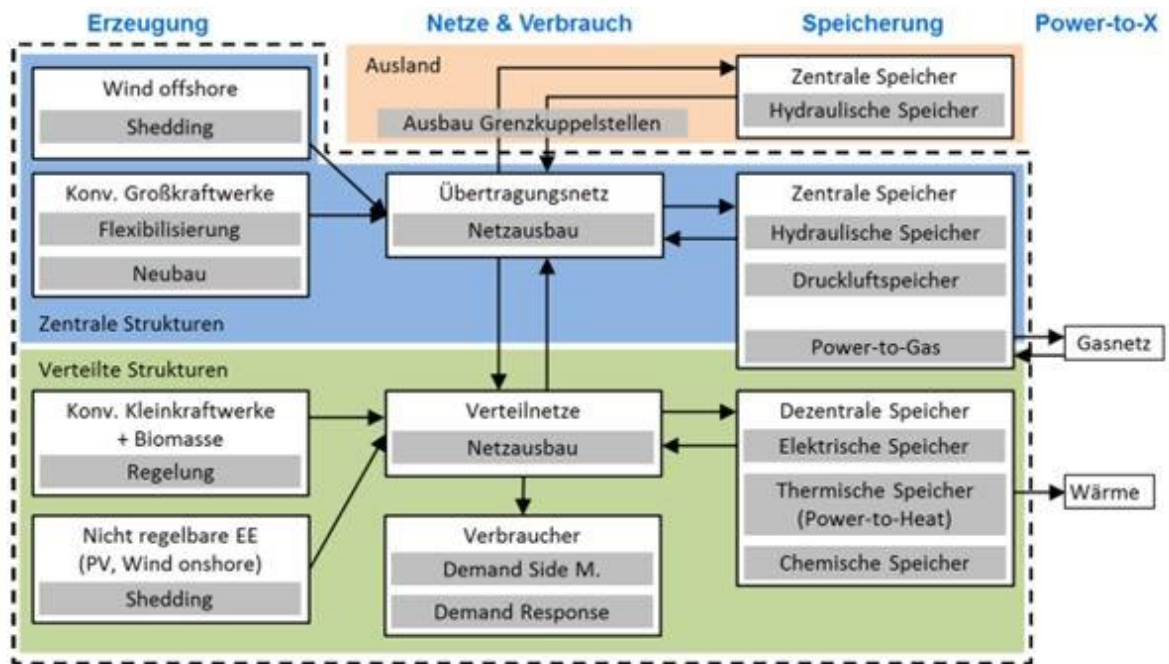 Erzeugung
Netze & Verbrauch
Speicherung
Power-to-X
Ausland
Ausbau Grenzkuppelstellen
Zentrale Speicher
Hydraulische Speicher
Wind offshore
Shedding
Konv. Großkraftwerke
Flexibilisierung
Neubau
Zentrale Strukturen
Übertragungsnetz
Netzausbau
Zentrale Speicher
Hydraulische Speicher
Druckluftspeicher
Power-to-Gas
Gasnetz
Verteilte Strukturen
Konv. Kleinkraftwerke
+ Biomasse
Regelung
Nicht regelbare EE
(PV, Wind onshore)
Shedding
Verteilnetze
Netzausbau
Verbraucher
Demand Side M.
Demand Response
Dezentrale Speicher
Elektrische Speicher
Thermische Speicher
(Power-to-Heat)
Chemische Speicher
Wärme